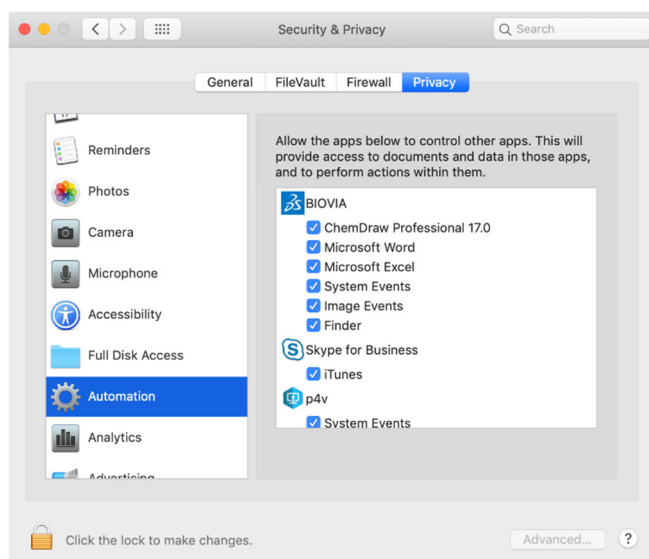 Security & Privacy
Search
General
FileVault
Firewall
Privacy
17
Reminders
Photos
Camera
Microphone
Accessibility
Full Disk Access
Automation
Analytics
Advertising
Allow the apps below to control other apps. This will
provide access to documents and data in those apps,
and to perform actions within them.
BIOVIA
ChemDraw Professional 17.0
Microsoft Word
Microsoft Excel
System Events
Image Events
Finder
Skype for Business
iTunes
p4v
System Events
Click the lock to make changes.
Advanced...
?